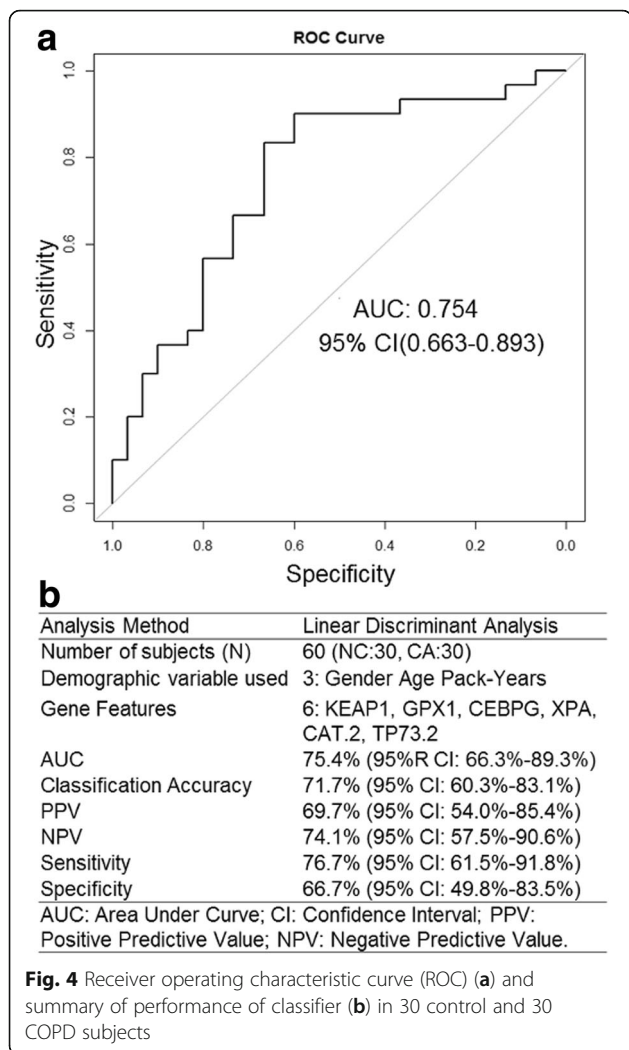 a
ROC Curve
Sensitivity
1.0
0.8
0.6
0.4
0.2
0.0
AUC: 0.754
95% CI(0.663-0.893)
1.0 0.8 0.6 0.4 0.2 0.0
Specificity
b
Analysis Method Linear Discriminant Analysis
Number of subjects (N) 60 (NC:30, CA:30)
Demographic variable used 3: Gender Age Pack-Years
Gene Features 6: KEAP1, GPX1, CEBPG, XPA,
CAT.2, TP73.2
AUC 75.4% (95%R CI: 66.3%-89.3%)
Classification Accuracy 71.7% (95% CI: 60.3%-83.1%)
PPV 69.7% (95% CI: 54.0%-85.4%)
NPV 74.1% (95% CI: 57.5%-90.6%)
Sensitivity 76.7% (95% CI: 61.5%-91.8%)
Specificity 66.7% (95% CI: 49.8%-83.5%)
AUC: Area Under Curve; CI: Confidence Interval; PPV:
Positive Predictive Value; NPV: Negative Predictive Value.
Fig. 4 Receiver operating characteristic curve (ROC) (a) and
summary of performance of classifier (b) in 30 control and 30
COPD subjects